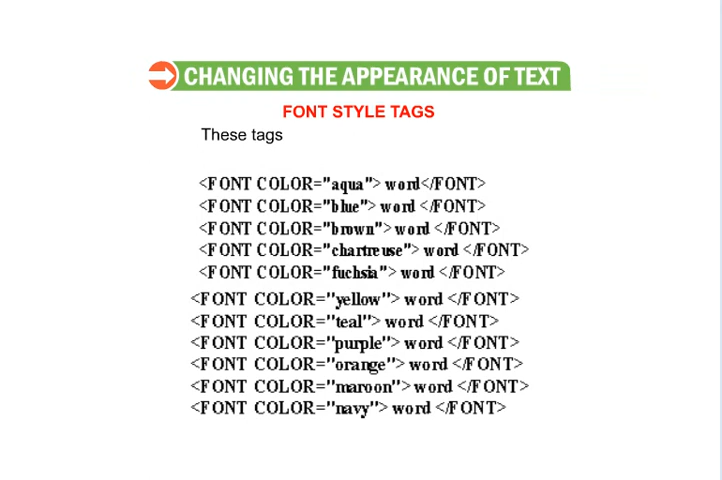 CHANGING THE APPEARANCE OF TEXT
FONT STYLE TAGS
These tags
<FONT COLOR="aqua"> word</FONT>
<FONT COLOR="blue"> word </FONT>
<FONT COLOR="brown"> word </FONT>
<FONT COLOR="chartreuse"> word </FONT>
<FONT COLOR="fuchsia"> word </FONT>
<FONT COLOR="yellow"> word </FONT>
<FONT COLOR="teal"> word </FONT>
<FONT COLOR="purple"> word </FONT>
<FONT COLOR="orange"> word </FONT>
<FONT COLOR="maroon"> word </FONT>
<FONT COLOR="navy"> word </FONT>